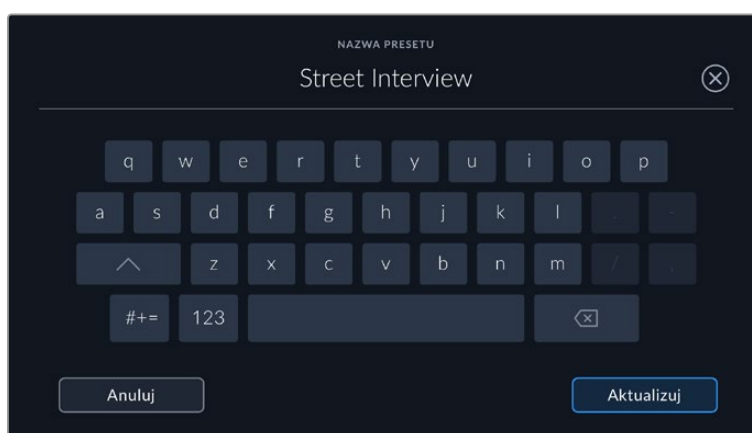 NAZWA PRESETU
Street Interview
q w e r t y u i o p
a s d f g h j k l . -
z x c v b n m / ,
#+= 123
Anuluj
Aktualizuj